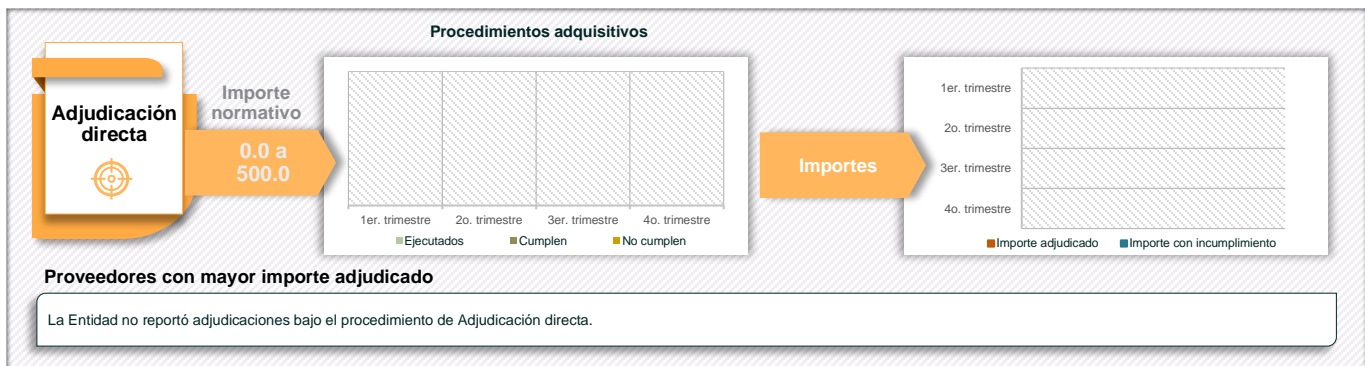 Procedimientos adquisitivos
Adjudicación
directa
Importe
normativo
0.0 a
500.0
1er. trimestre
2o. trimestre
3er. trimestre
4o. trimestre
Ejecutados
Cumplen
No cumplen
Importes
1er. trimestre
2o. trimestre
3er. trimestre
4o. trimestre
Importe adjudicado
Importe con incumplimiento
Proveedores con mayor importe adjudicado
La Entidad no reportó adjudicaciones bajo el procedimiento de Adjudicación directa.